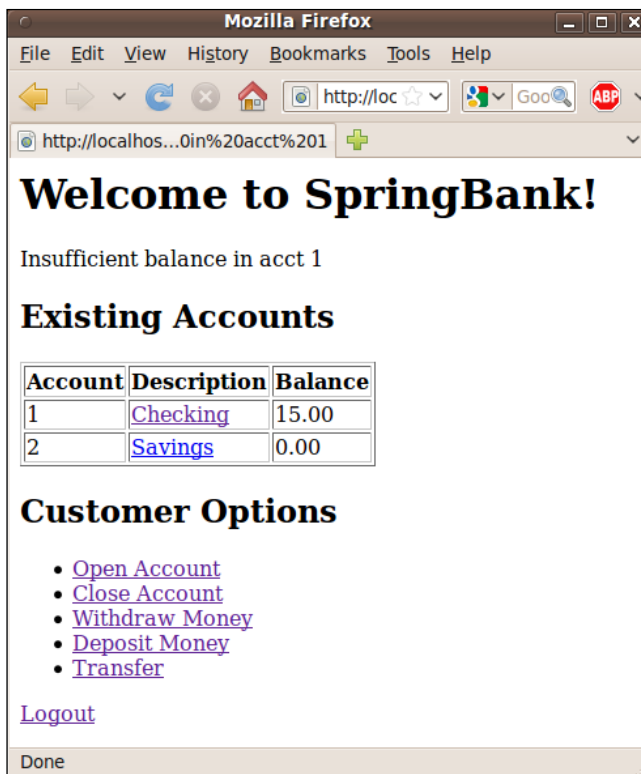 Mozilla Firefox
File Edit View History Bookmarks Tools Help
http://loc Goo ABP
http://localhos...0in%20acct%201
Welcome to SpringBank!
Insufficient balance in acct 1
Existing Accounts
Account Description Balance
1 Checking 15.00
2 Savings 0.00
Customer Options
Open Account
Close Account
Withdraw Money
Deposit Money
Transfer
Logout
Done